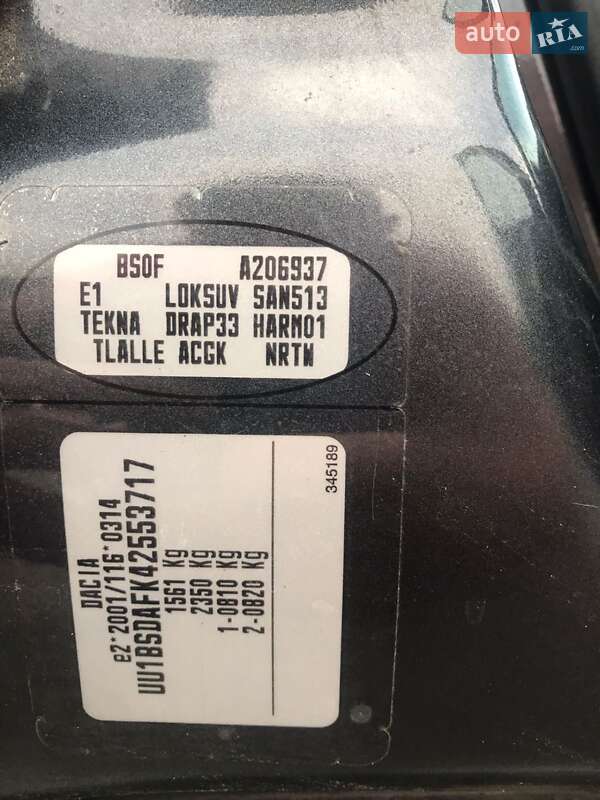 auto RIA .com
BS0F A206937
E1 LOKSUV SAN513
TEKNA DRAP33 HARM01
TLALLE ACGK NRTW
DACIA
e2*2001/116*0314
UU1BSDAFK42553717
1561 Kg
2350 Kg
1-0810 Kg
2-0820 Kg
345189